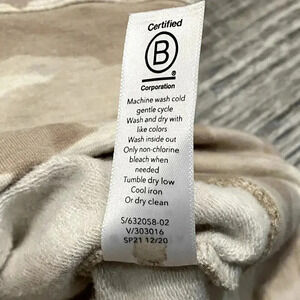 Certified
B
®
Corporation
Machine wash cold
gentle cycle
Wash and dry with
like colors
Wash inside out
Only non-chlorine
bleach when
needed
Tumble dry low
Cool iron
Or dry clean
S/632058-02
V/303016
SP21 12/20